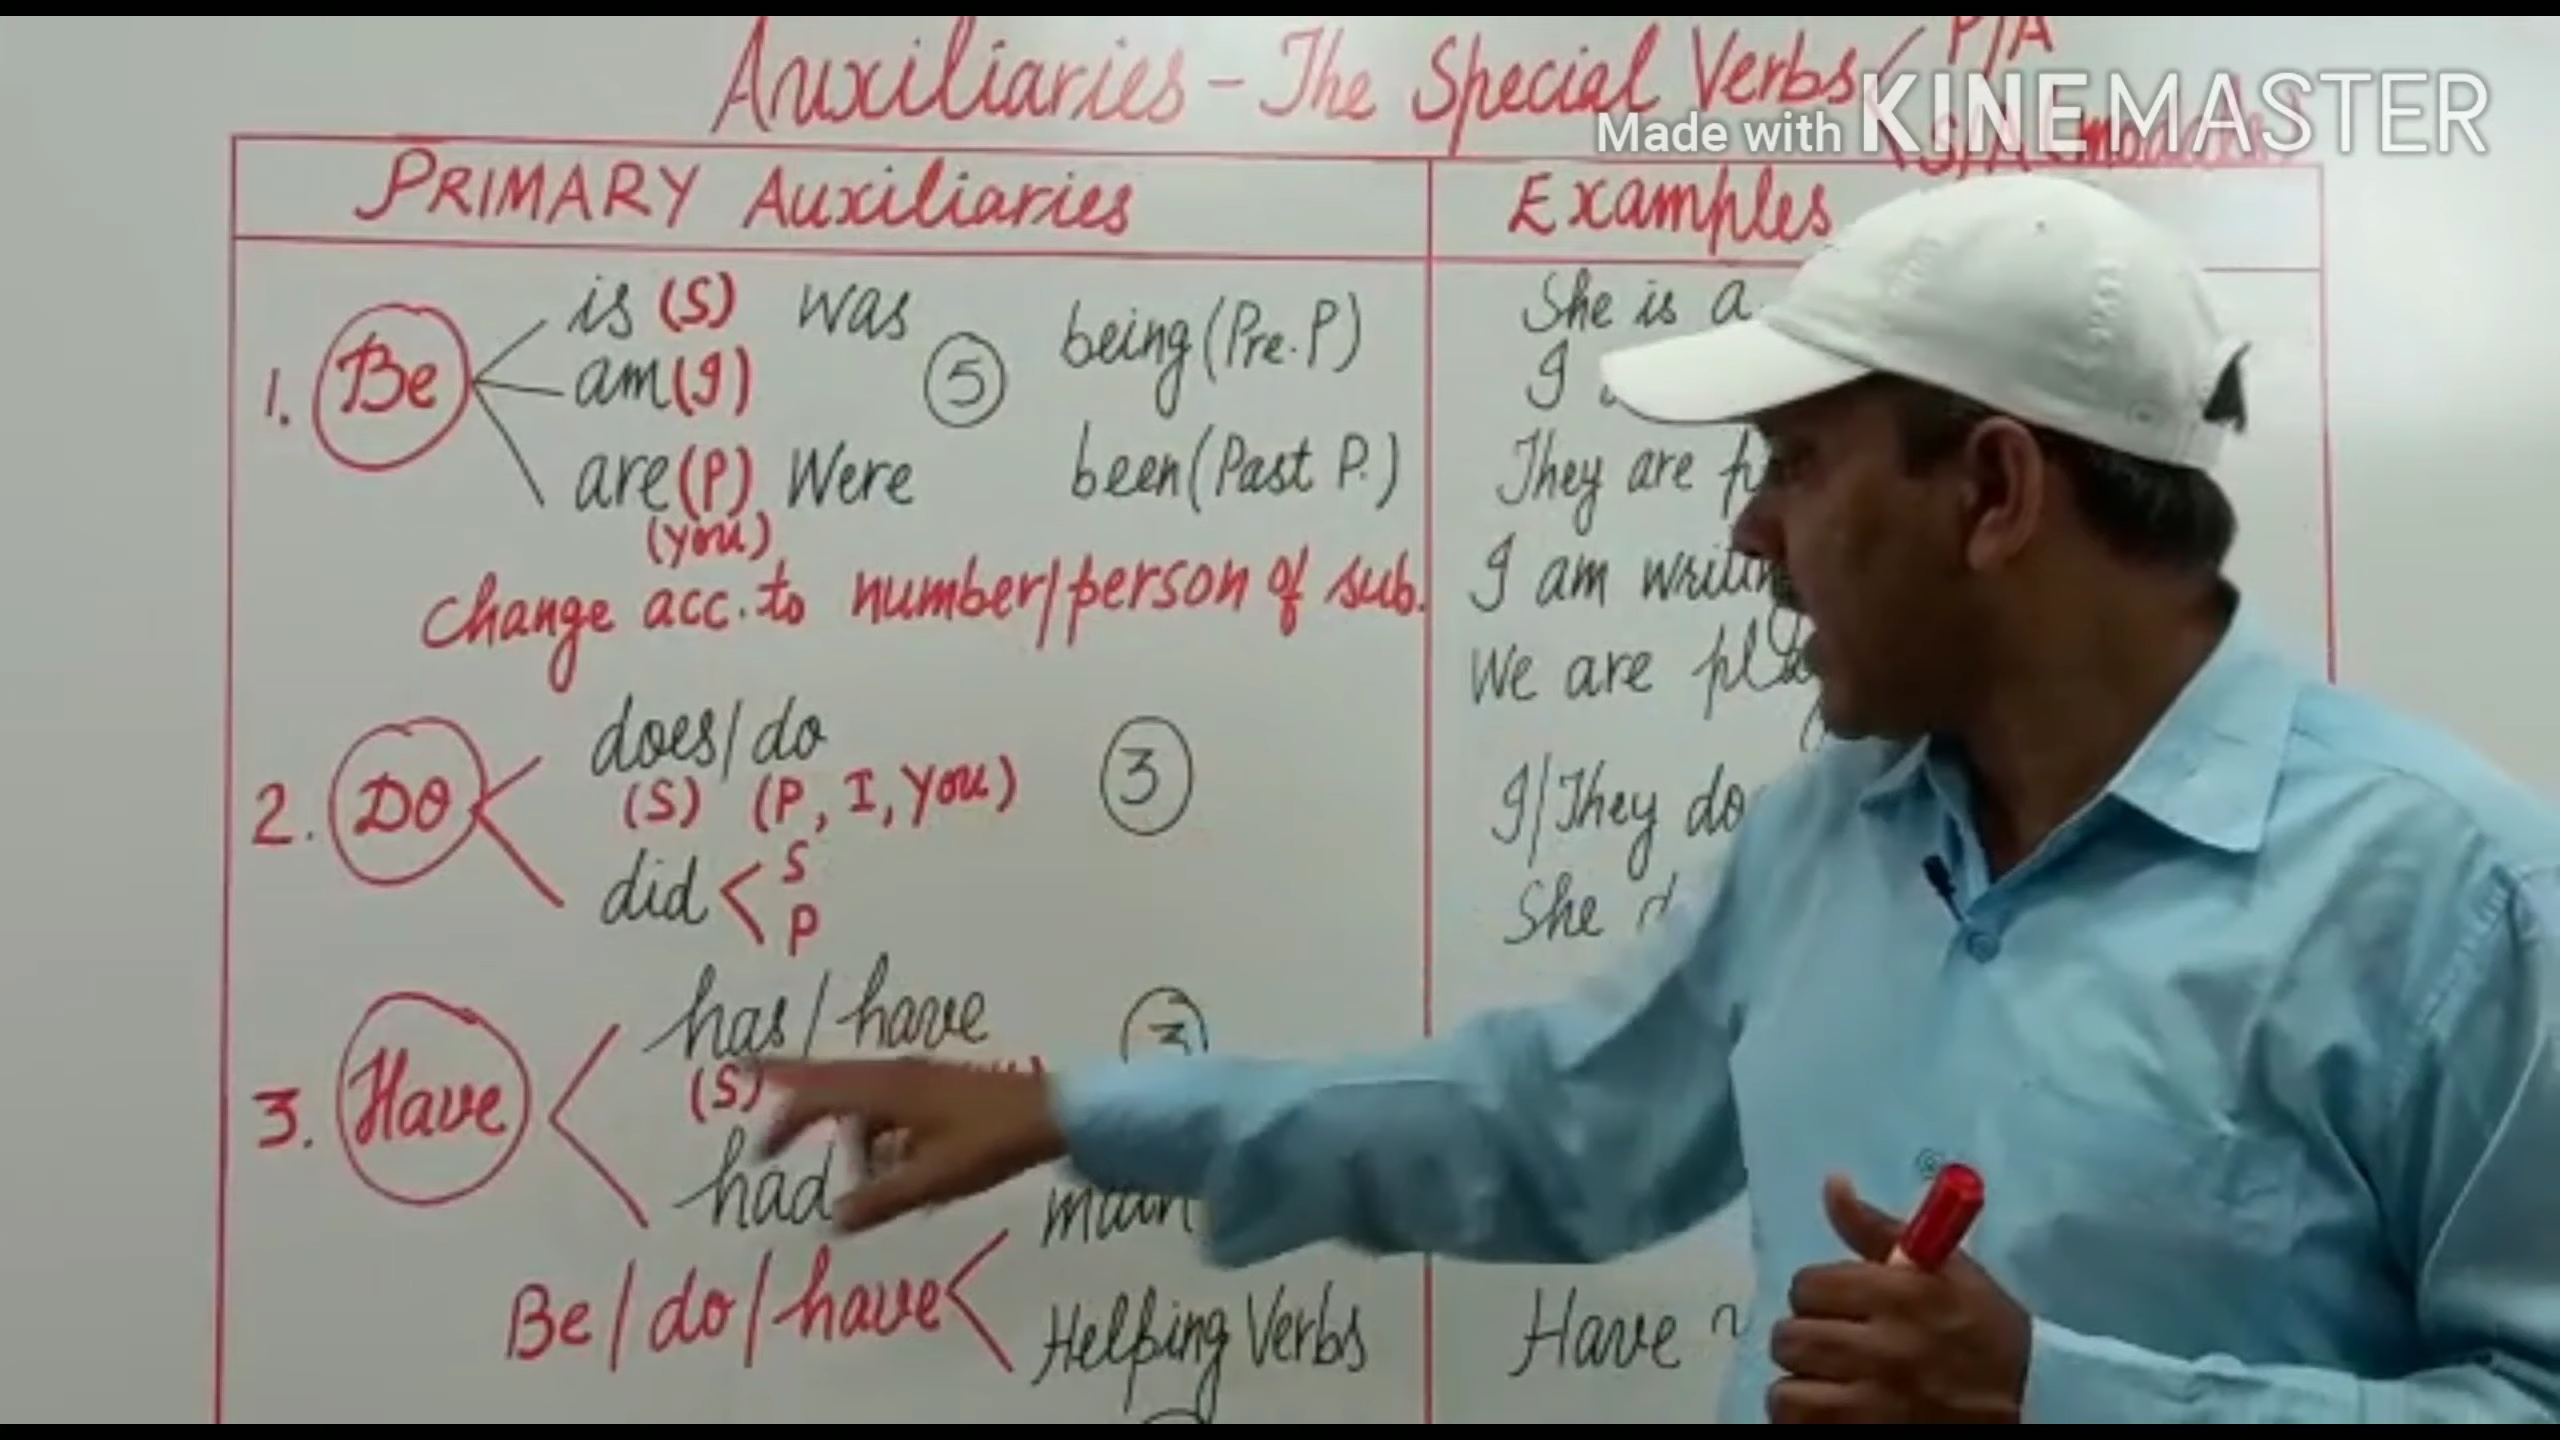 Auxiliaries - The Special Verbs P/A
Made with KINEMASTER
PRIMARY Auxiliaries
Examples
1. Be
is (S) was
am (I)
are (P) Were
(you)
5
being (Pre. P)
been (Past P.)
Change acc. to number/person of sub.
She is a
I
They are
I am writin
We are play
2. DO
does/do
(S) (P, I, You)
did < S
P
3
I/They do
She
3. Have
has/have
(S)
had
3
Be/do/have
main
Helping Verbs
Have